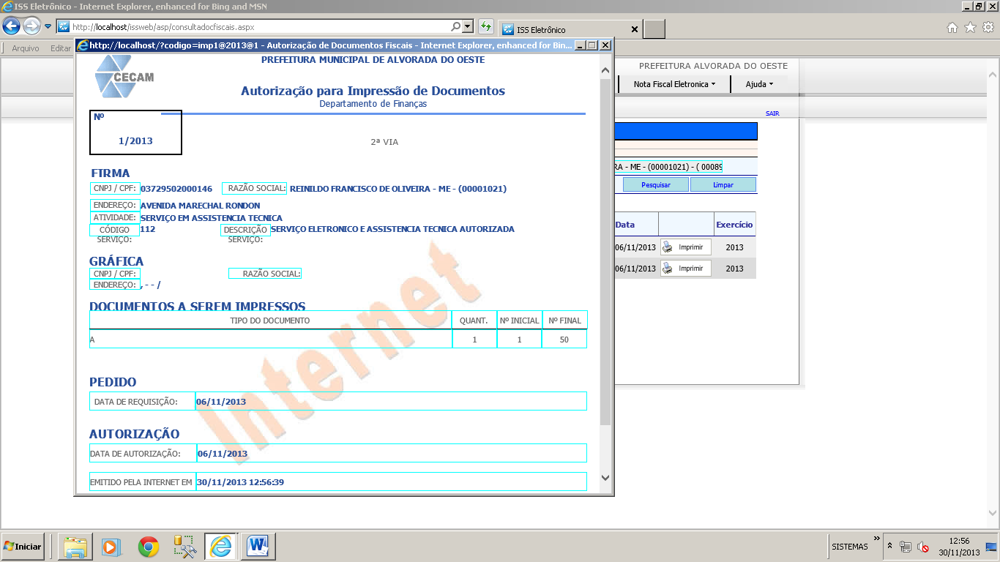 ISS Eletrônico - Internet Explorer, enhanced for Bing and MSN
http://localhost/issweb/asp/consultadocfiscais.aspx
ISS Eletrônico
Arquivo Editar
http://localhost/?codigo=imp1@2013@1 - Autorização de Documentos Fiscais - Internet Explorer, enhanced for Bin...
CECAM
PREFEITURA MUNICIPAL DE ALVORADA DO OESTE
Autorização para Impressão de Documentos
Departamento de Finanças
Nº
1/2013
2ª VIA
FIRMA
CNPJ / CPF: 03729502000146 RAZÃO SOCIAL: REINILDO FRANCISCO DE OLIVEIRA - ME - (00001021)
ENDEREÇO: AVENIDA MARECHAL RONDON
ATIVIDADE: SERVIÇO EM ASSISTENCIA TECNICA
CÓDIGO SERVIÇO: 112 DESCRIÇÃO SERVIÇO: SERVIÇO ELETRONICO E ASSISTENCIA TECNICA AUTORIZADA
GRÁFICA
CNPJ / CPF: RAZÃO SOCIAL:
ENDEREÇO: , - - /
DOCUMENTOS A SEREM IMPRESSOS
TIPO DO DOCUMENTO QUANT. Nº INICIAL Nº FINAL
A 1 1 50
PEDIDO
DATA DE REQUISIÇÃO: 06/11/2013
AUTORIZAÇÃO
DATA DE AUTORIZAÇÃO: 06/11/2013
EMITIDO PELA INTERNET EM 30/11/2013 12:56:39
Internet
PREFEITURA ALVORADA DO OESTE
Nota Fiscal Eletronica Ajuda
SAIR
RA - ME - (00001021) - ( 00089
Pesquisar Limpar
Data Exercício
06/11/2013 Imprimir 2013
06/11/2013 Imprimir 2013
Iniciar
SISTEMAS
12:56
30/11/2013